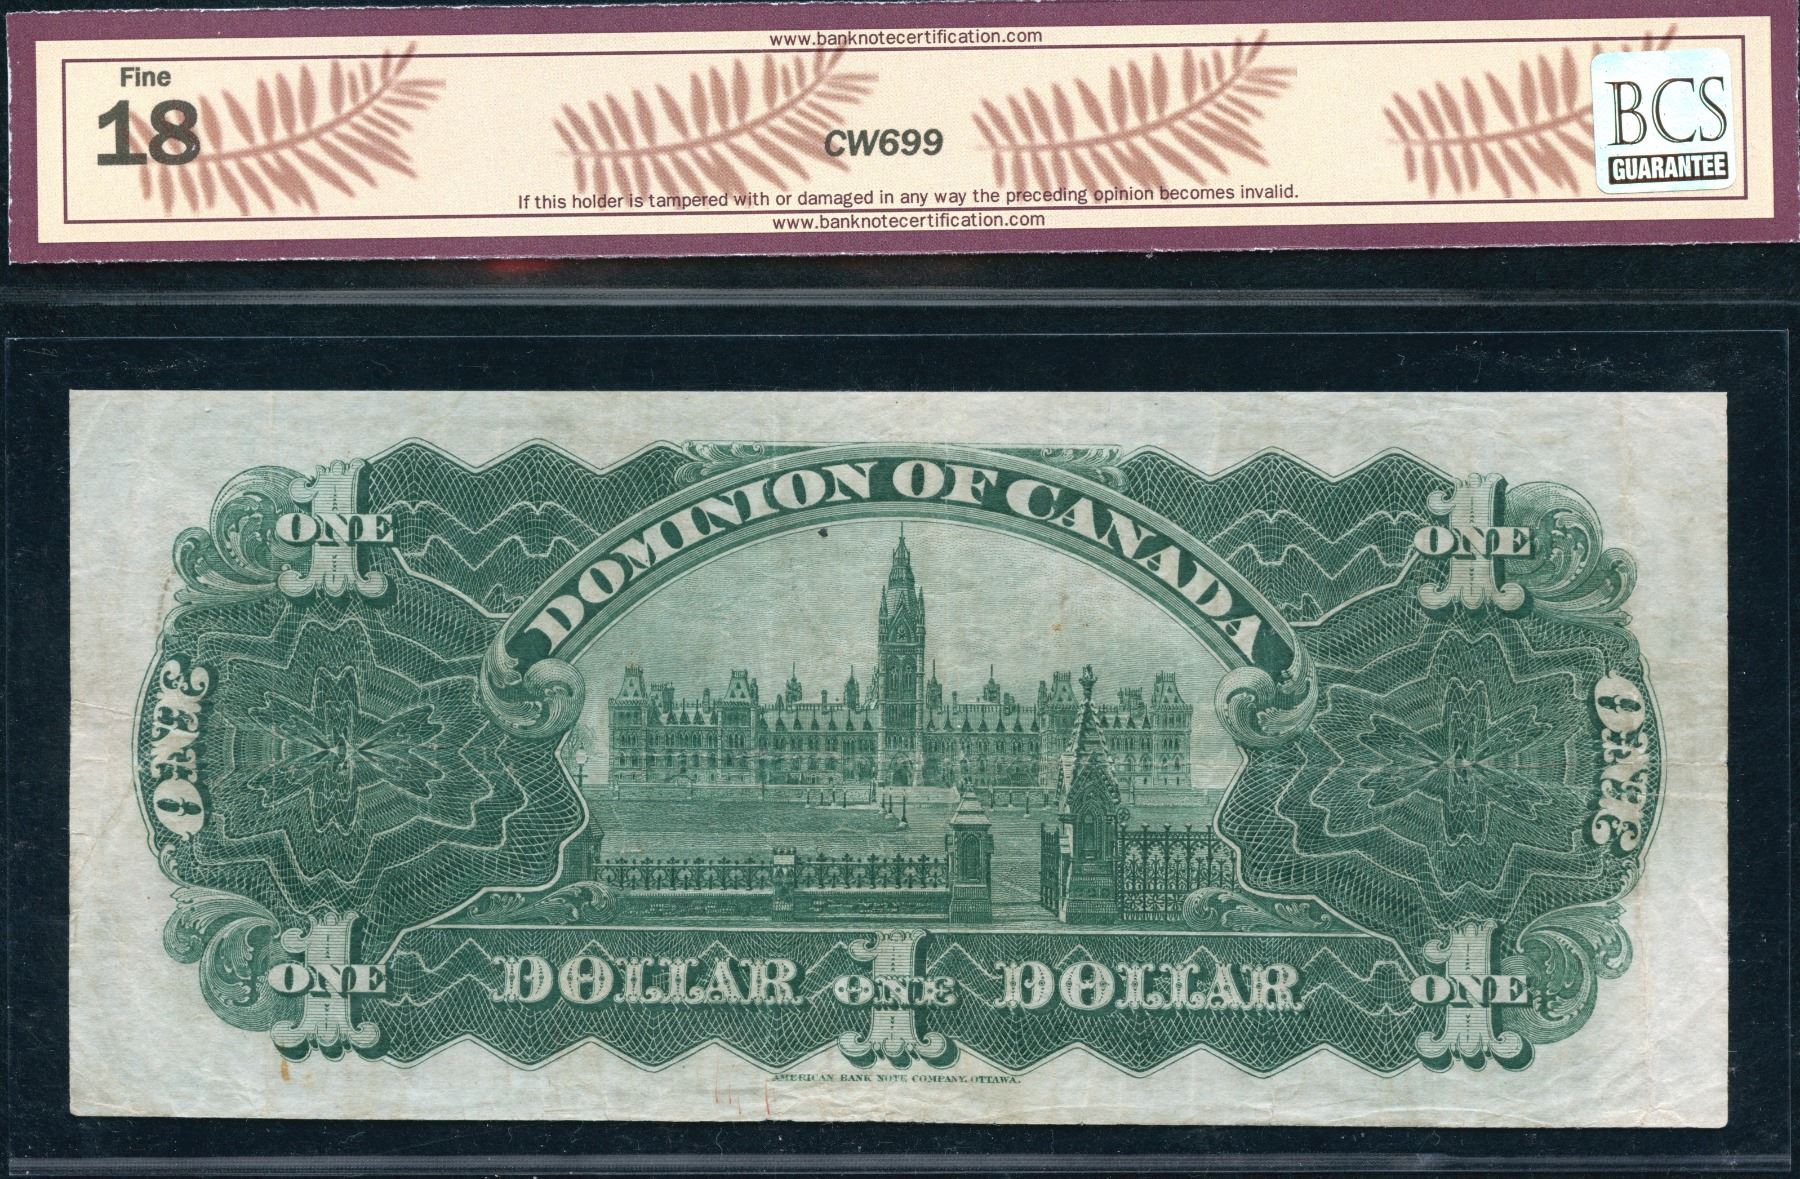 www.banknotecertification.com
Fine
18
CW699
BCS
GUARANTEE
If this holder is tampered with or damaged in any way the preceding opinion becomes invalid.
www.banknotecertification.com
DOMINION OF CANADA
1 ONE
1 ONE
ONE
ONE
1 ONE
DOLLAR 1 ONE DOLLAR
1 ONE
AMERICAN BANK NOTE COMPANY, OTTAWA.